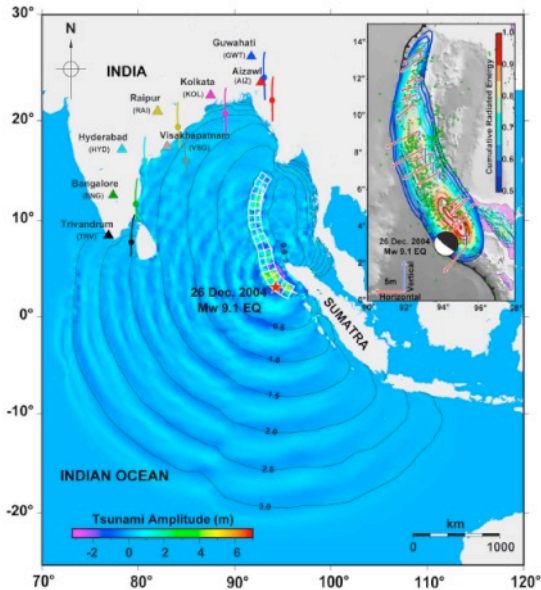 N
INDIA
Guwahati
(GWT)
Aizawl
(AIZ)
Kolkata
(KOL)
Raipur
(RAI)
Visakhapatnam
(VSG)
Hyderabad
(HYD)
Bangalore
(BNG)
Trivandrum
(TRV)
26 Dec. 2004
Mw 9.1 EQ
SUMATRA
0.5
1.0
1.5
2.0
2.5
3.0
INDIAN OCEAN
Tsunami Amplitude (m)
-2 0 2 4 6
km
0 1000
30°
20°
10°
0°
-10°
-20°
70° 80° 90° 100° 110° 120°
14°
12°
10°
8°
6°
4°
2°
90° 92° 94° 96° 98°
26 Dec. 2004
Mw 9.1 EQ
5m
Vertical
Horizontal
Cumulative Radiated Energy
1.0
0.9
0.8
0.7
0.6
0.5